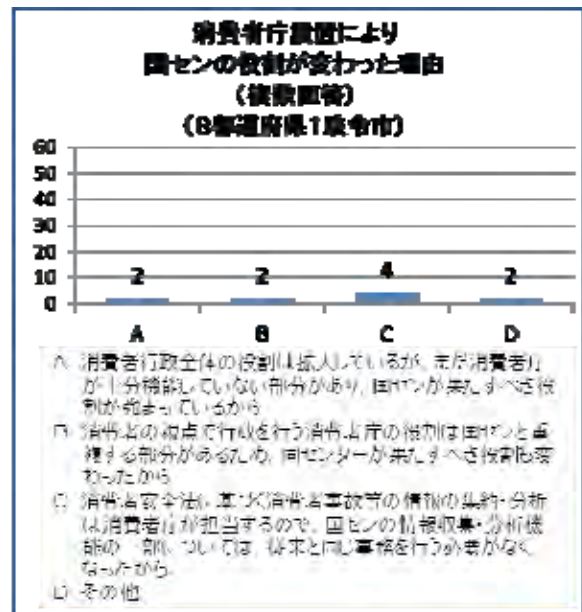 消費者庁設置により
国センの役割が変わった理由
（複数回答）
（8都道府県1政令市）
60
50
40
30
20
10
0
2
2
4
2
A
B
C
D
A 消費者行政全体の役割は拡大しているが、まだ消費者庁
が十分機能していない部分があり、国センが果たすべき役
割が高まっているから
B 消費者の視点で行政を行う消費者庁の役割は国センと重
複する部分があるため、国センターが果たすべき役割も変
わったから
C 消費者安全法に基づく消費者事故等の情報の集約・分析
は消費者庁が担当するので、国センの情報収集・分析機
能の一部については、従来と同じ事務を行う必要がなく
なったから
D その他